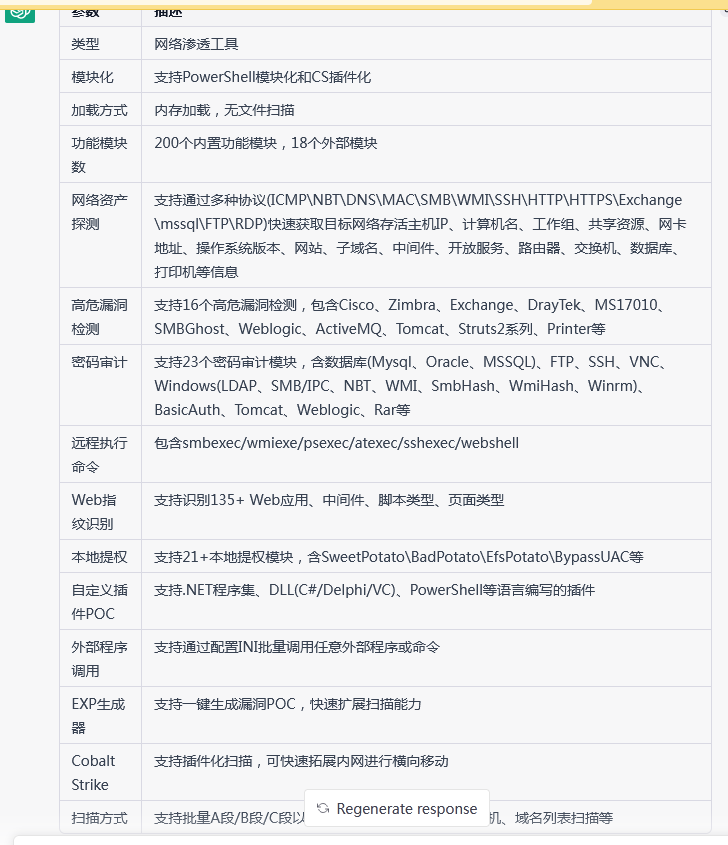 参数 描述
类型 网络渗透工具
模块化 支持PowerShell模块化和CS插件化
加载方式 内存加载，无文件扫描
功能模块 200个内置功能模块，18个外部模块
数
网络资产 支持通过多种协议(ICMP\NBT\DNS\MAC\SMB\WMI\SSH\HTTP\HTTPS\Exchange
探测 \mssql\FTP\RDP)快速获取目标网络存活主机IP、计算机名、工作组、共享资源、网卡
地址、操作系统版本、网站、子域名、中间件、开放服务、路由器、交换机、数据库、
打印机等信息
高危漏洞 支持16个高危漏洞检测，包含Cisco、Zimbra、Exchange、DrayTek、MS17010、
检测 SMBGhost、Weblogic、ActiveMQ、Tomcat、Struts2系列、Printer等
密码审计 支持23个密码审计模块，含数据库(Mysql、Oracle、MSSQL)、FTP、SSH、VNC、
Windows(LDAP、SMB/IPC、NBT、WMI、SmbHash、WmiHash、Winrm)、
BasicAuth、Tomcat、Weblogic、Rar等
远程执行 包含smbexec/wmiexe/psexec/atexec/sshexec/webshell
命令
Web指 支持识别135+ Web应用、中间件、脚本类型、页面类型
纹识别
本地提权 支持21+本地提权模块，含SweetPotato\BadPotato\EfsPotato\BypassUAC等
自定义插 支持.NET程序集、DLL(C#/Delphi/VC)、PowerShell等语言编写的插件
件POC
外部程序 支持通过配置INI批量调用任意外部程序或命令
调用
EXP生成 支持一键生成漏洞POC，快速扩展扫描能力
器
Cobalt 支持插件化扫描，可快速拓展内网进行横向移动
Strike
扫描方式 支持批量A段/B段/C段以 机、域名列表扫描等
Regenerate response